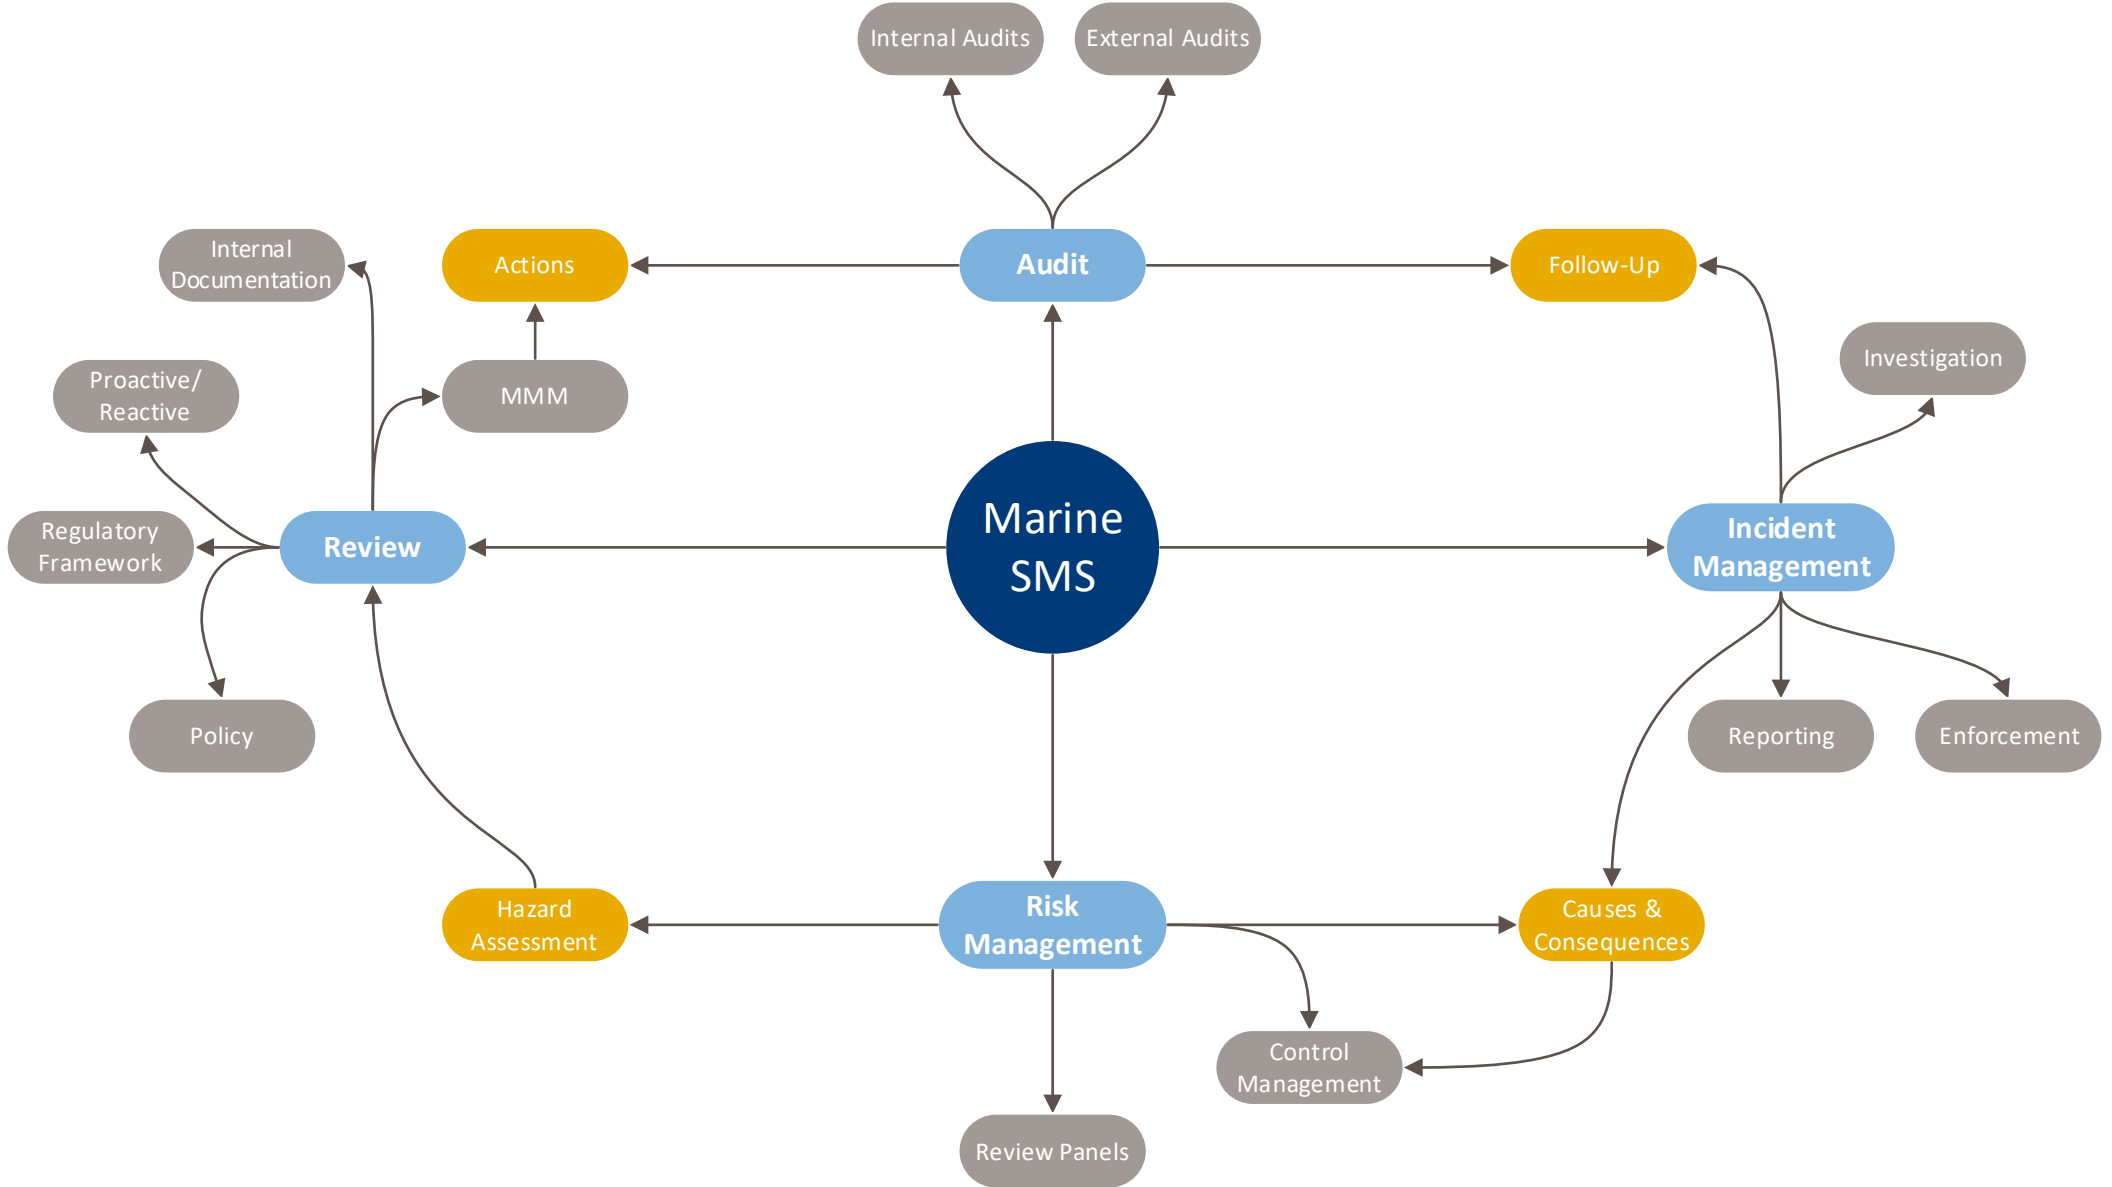 Internal Audits
External Audits
Internal
Documentation
Actions
Audit
Follow-Up
Proactive/
Reactive
MMM
Investigation
Regulatory
Framework
Review
Marine
SMS
Incident
Management
Policy
Reporting
Enforcement
Hazard
Assessment
Risk
Management
Causes &
Consequences
Control
Management
Review Panels